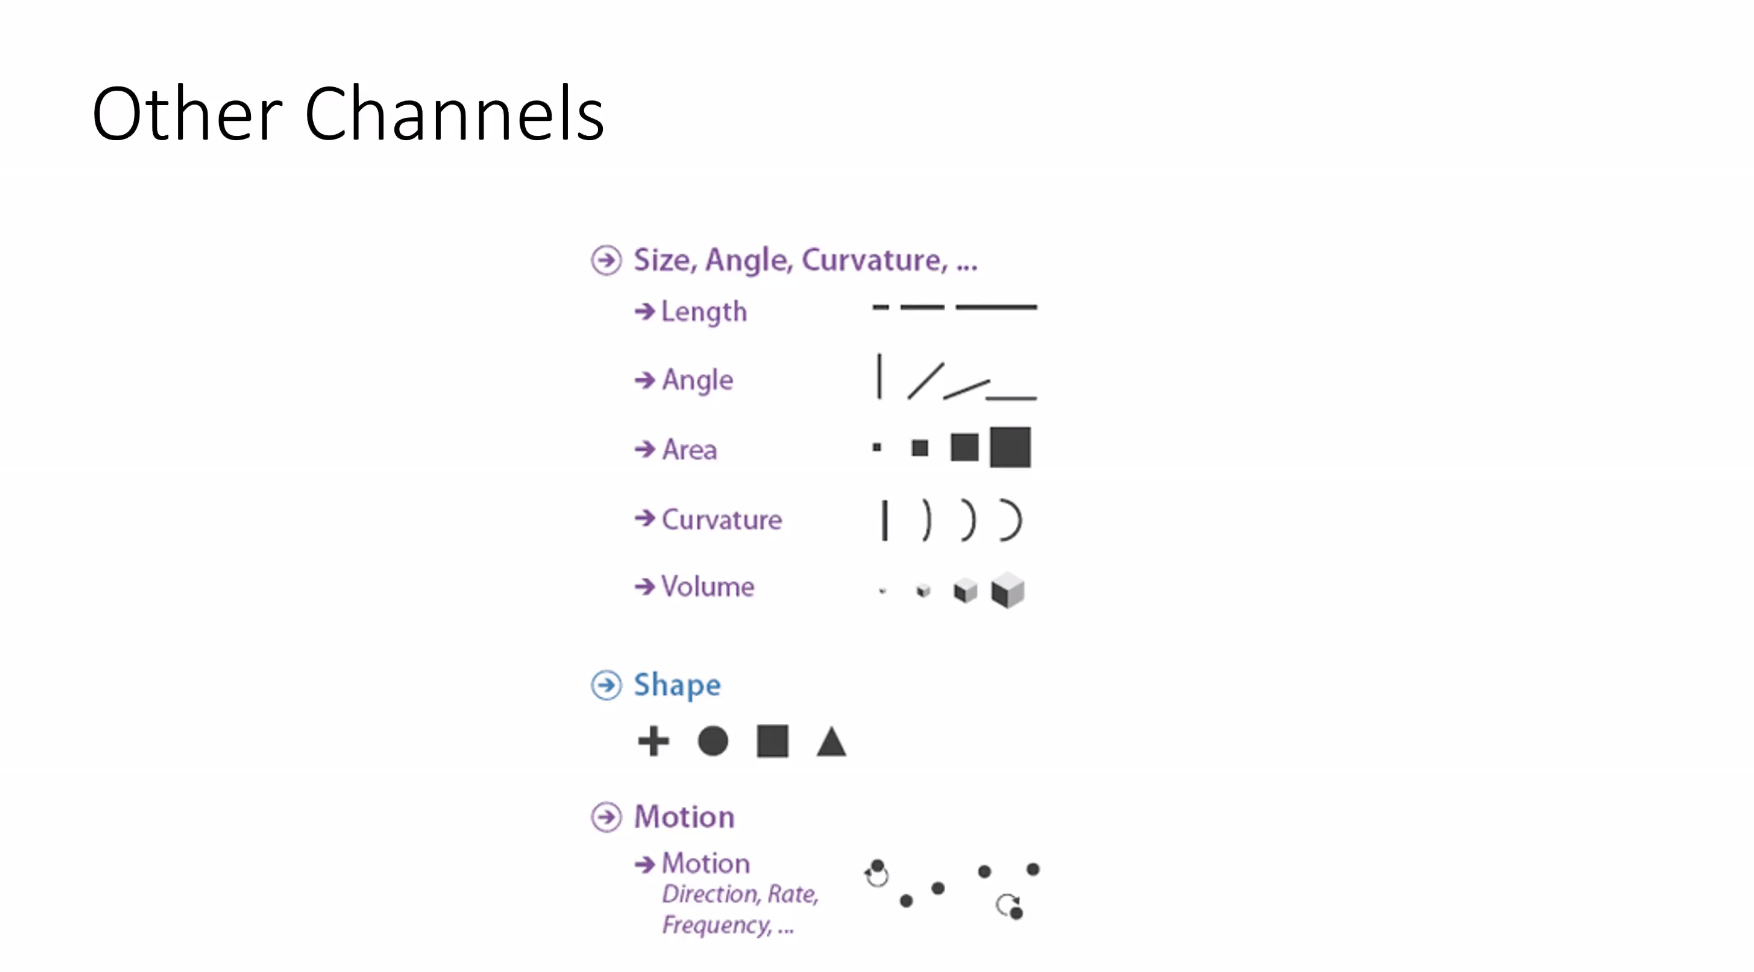 Other Channels
Size, Angle, Curvature, ...
Length
Angle
Area
Curvature
Volume
Shape
Motion
Motion
Direction, Rate,
Frequency, ...